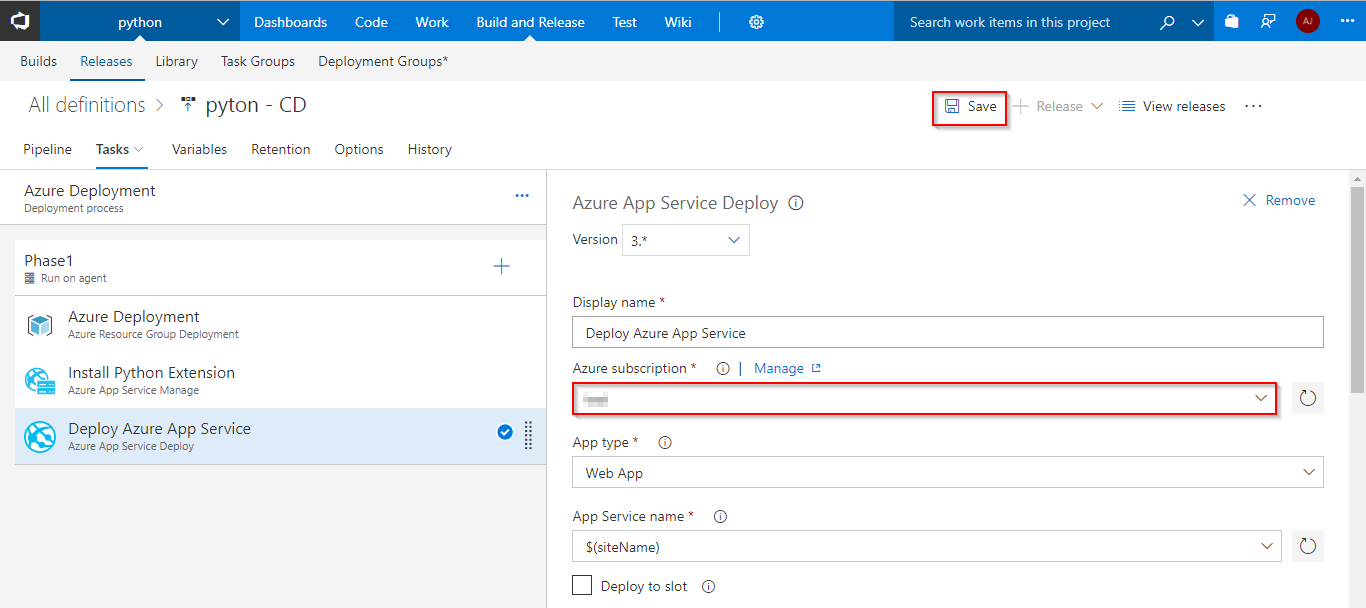 python Dashboards Code Work Build and Release Test Wiki Search work items in this project AJ
Builds Releases Library Task Groups Deployment Groups*
All definitions > pyton - CD Save Release View releases ...
Pipeline Tasks Variables Retention Options History
Azure Deployment
Deployment process
Phase1
Run on agent
Azure Deployment
Azure Resource Group Deployment
Install Python Extension
Azure App Service Manage
Deploy Azure App Service
Azure App Service Deploy
Azure App Service Deploy Remove
Version 3.*
Display name *
Deploy Azure App Service
Azure subscription * | Manage
App type *
Web App
App Service name *
$(siteName)
Deploy to slot